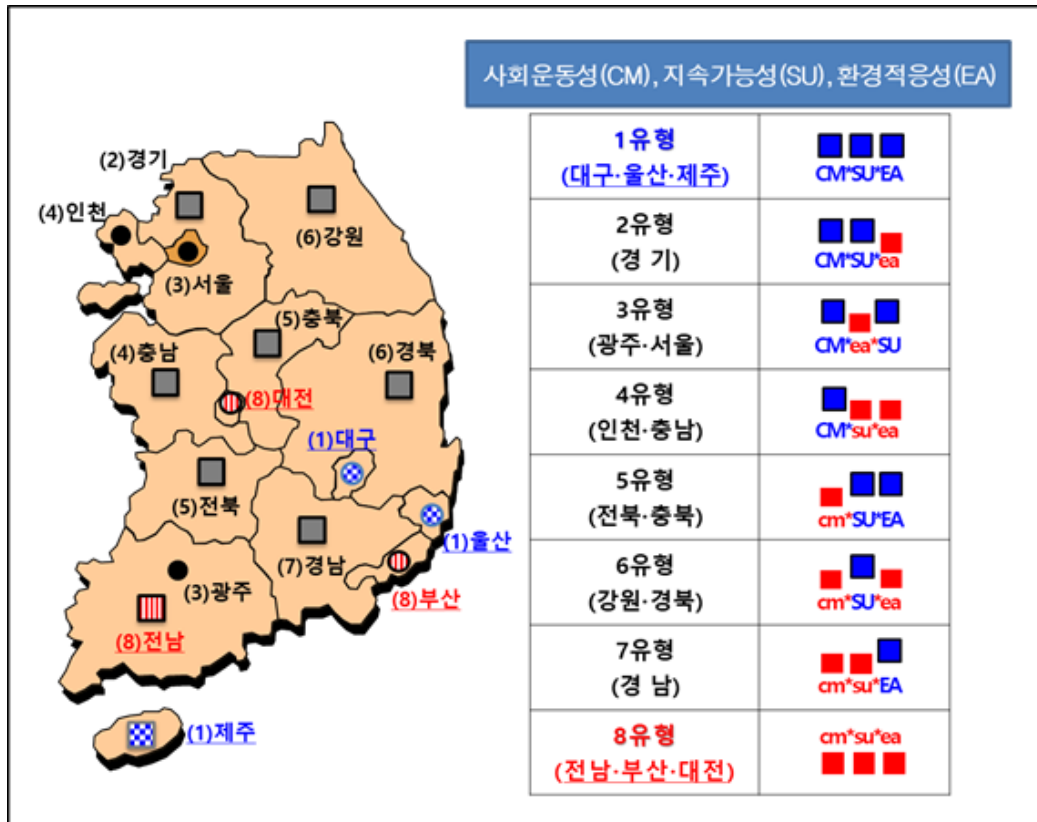 사회운동성(CM), 지속가능성(SU), 환경적응성(EA)
(2)경기
(4)인천
(6)강원
(3)서울
(5)충북
(4)충남
(6)경북
(8)대전
(1)대구
(5)전북
(7)경남
(1)울산
(3)광주
(8)부산
(8)전남
(1)제주
1유형
(대구·울산·제주)
CM*SU*EA
2유형
(경 기)
CM*SU*ea
3유형
(광주·서울)
CM*ea*SU
4유형
(인천·충남)
CM*su*ea
5유형
(전북·충북)
cm*SU*EA
6유형
(강원·경북)
cm*SU*ea
7유형
(경 남)
cm*su*EA
8유형
(전남·부산·대전)
cm*su*ea